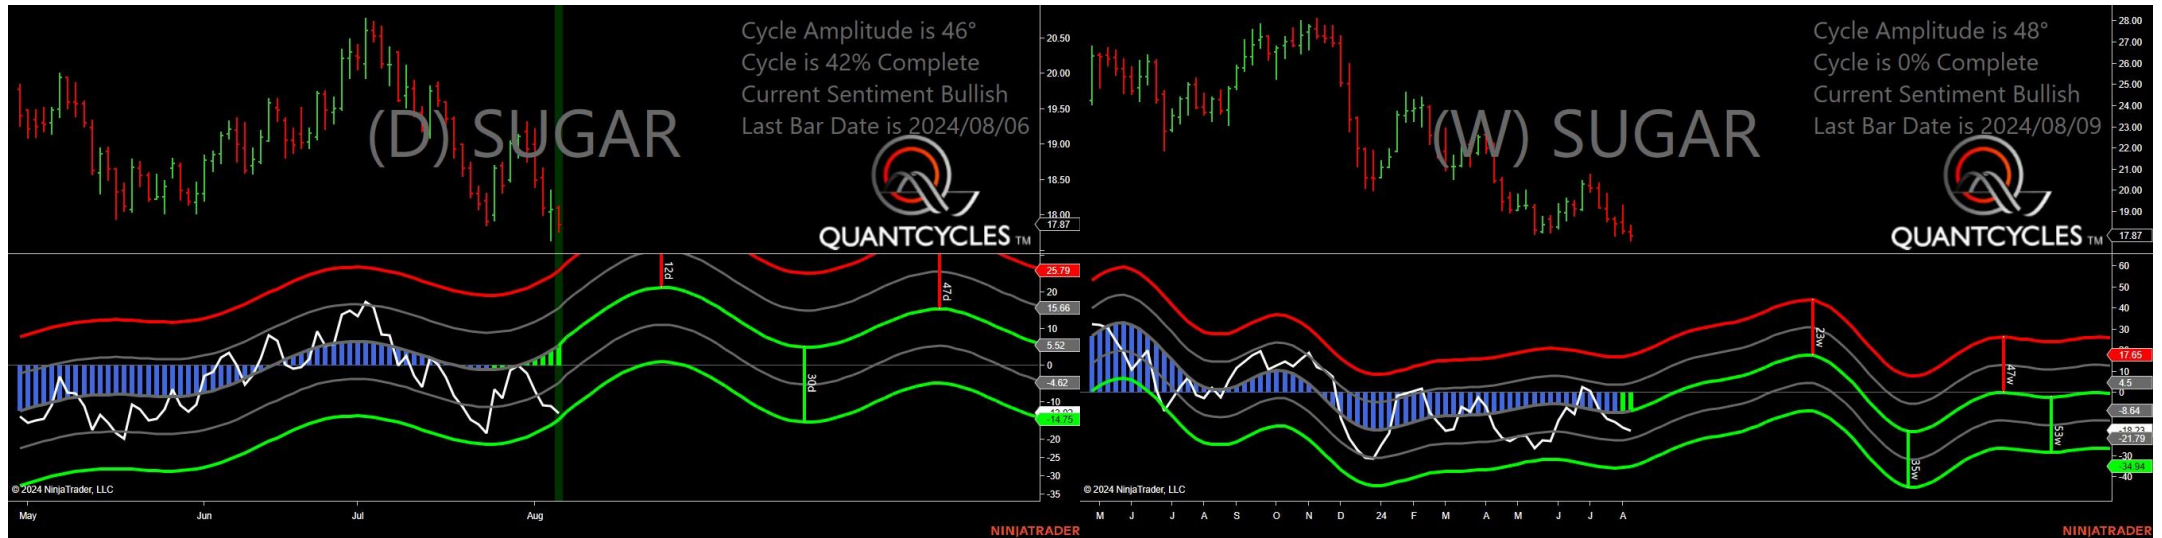 Cycle Amplitude is 46°
Cycle is 42% Complete
Current Sentiment Bullish
Last Bar Date is 2024/08/06
(D) SUGAR
QUANTCYCLES TM
20.50
20.00
19.50
19.00
18.50
18.00
17.87
12d
47d
30d
25.79
20
15.66
10
5.52
0
-4.62
-10
-14.75
-20
-25
-30
-35
© 2024 NinjaTrader, LLC
May Jun Jul Aug
NINJATRADER
Cycle Amplitude is 48°
Cycle is 0% Complete
Current Sentiment Bullish
Last Bar Date is 2024/08/09
(W) SUGAR
QUANTCYCLES TM
28.00
27.00
26.00
25.00
24.00
23.00
22.00
21.00
20.00
19.00
17.87
23w
47w
35w
53w
60
50
40
30
17.65
10
4.5
0
-8.64
-18.23
-21.79
-30
-34.94
-40
© 2024 NinjaTrader, LLC
M J J A S O N D 24 F M A M J J A
NINJATRADER